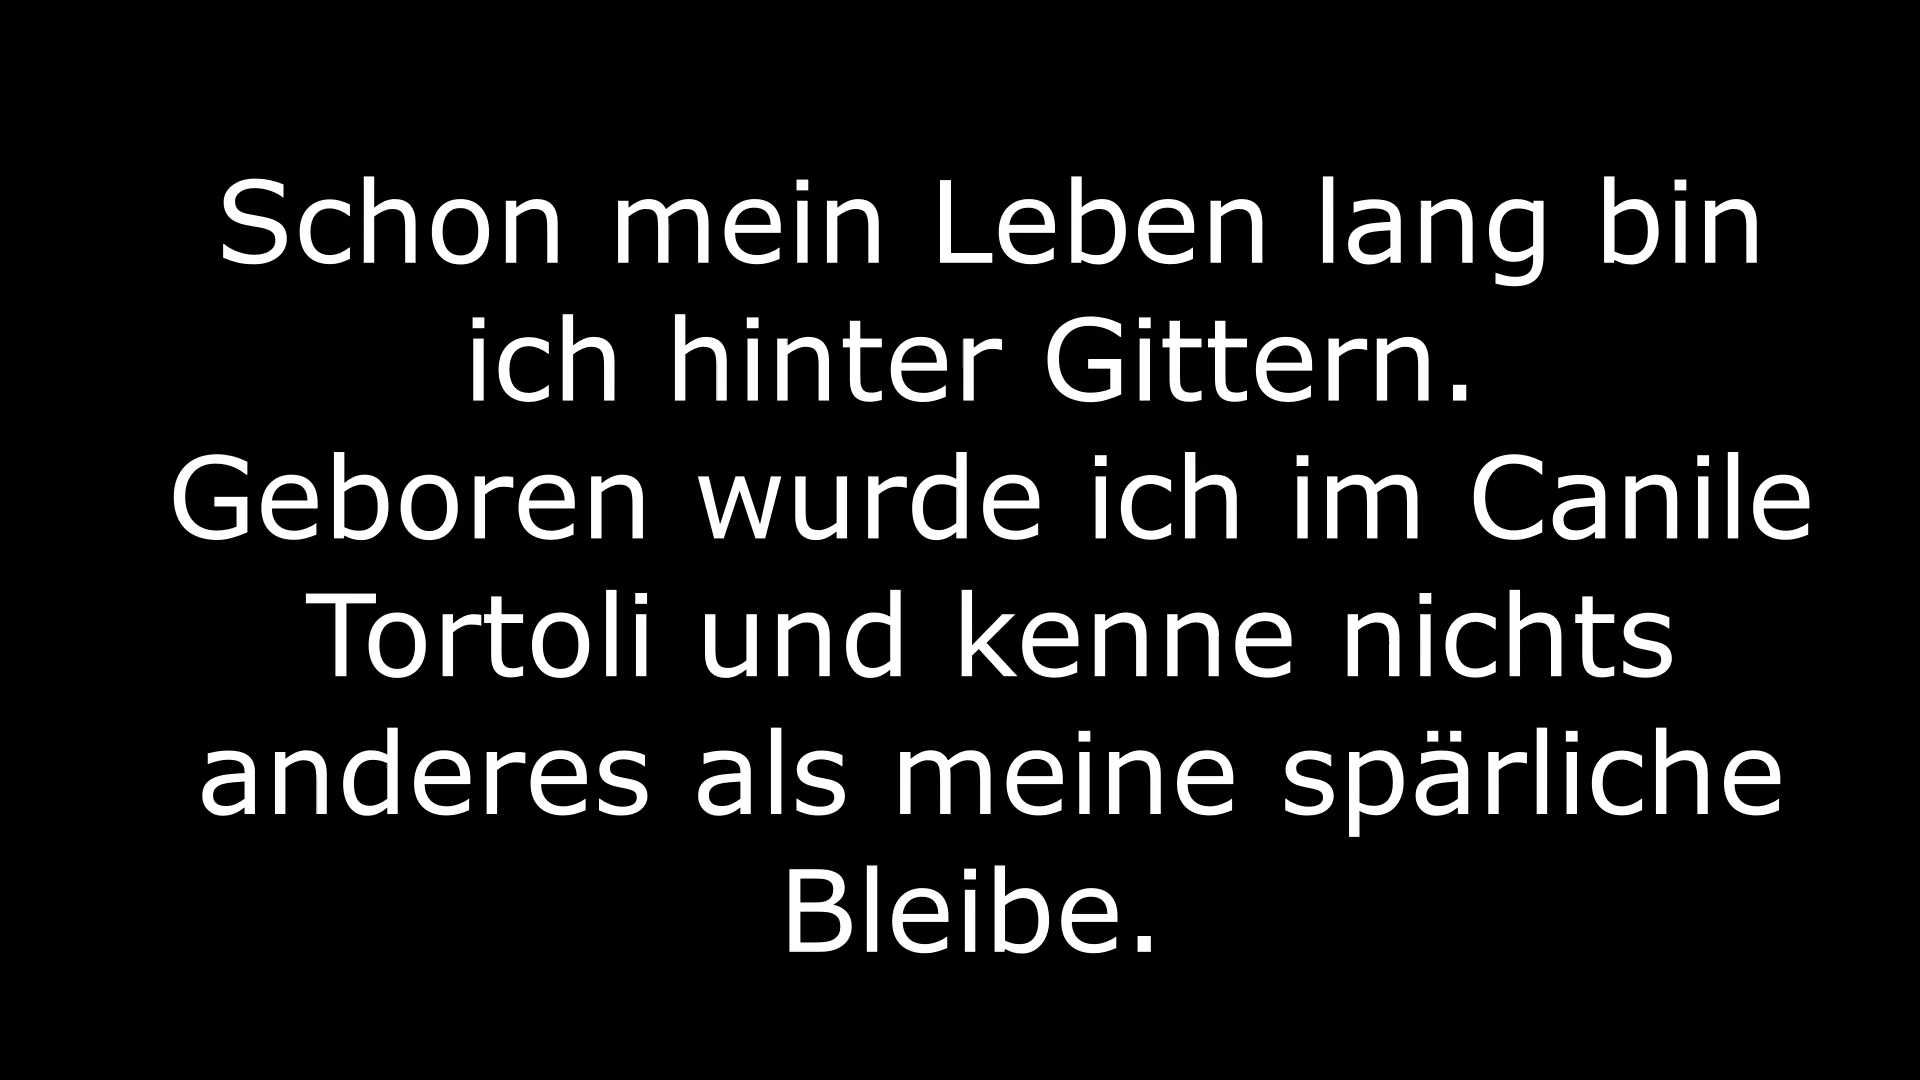 Schon mein Leben lang bin
ich hinter Gittern.
Geboren wurde ich im Canile
Tortoli und kenne nichts
anderes als meine spärliche
Bleibe.